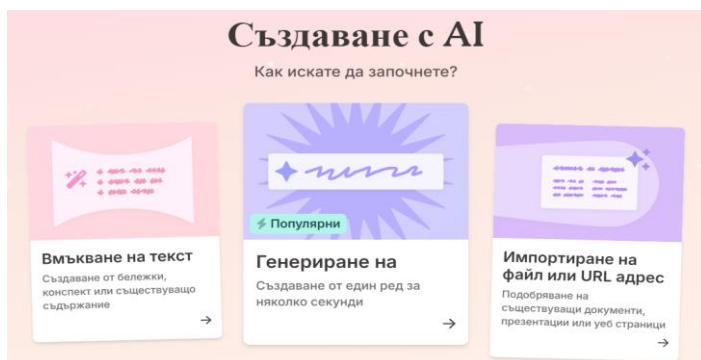 Създаване с AI
Как искате да започнете?
Вмъкване на текст
Създаване от бележки,
конспект или съществуващо
съдържание
→
⚡ Популярни
Генериране на
Създаване от един ред за
няколко секунди
→
Импортиране на
файл или URL адрес
Подобряване на
съществуващи документи,
презентации или уеб страници
→